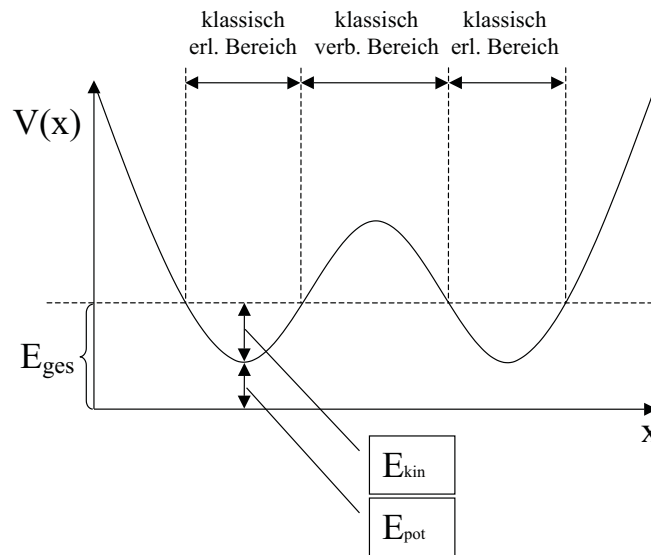 klassisch
erl. Bereich
klassisch
verb. Bereich
klassisch
erl. Bereich
V(x)
E_ges
x
E_kin
E_pot